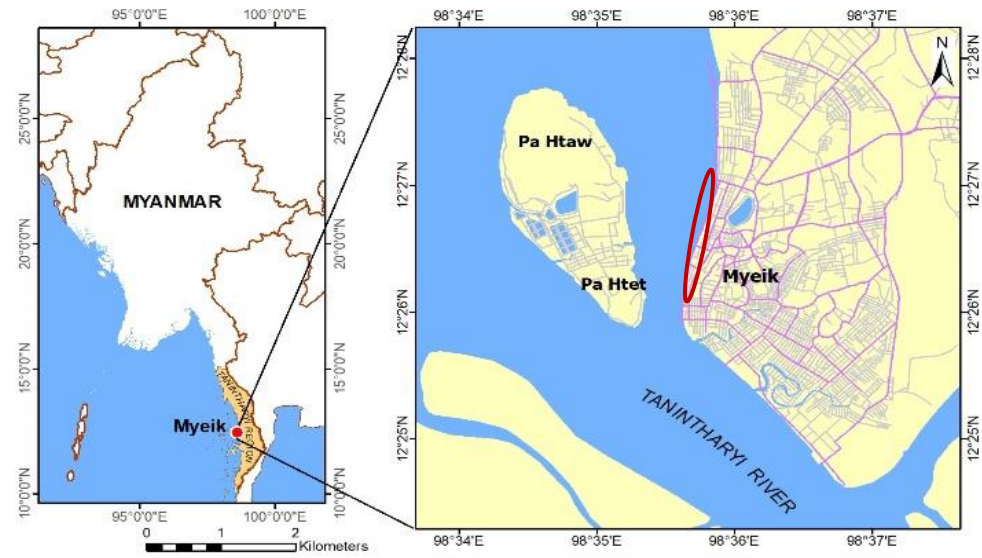 95°0'0"E 100°0'0"E
25°0'0"N 25°0'0"N
20°0'0"N 20°0'0"N
15°0'0"N 15°0'0"N
10°0'0"N 10°0'0"N
MYANMAR
TANINTHARYI REGION
Myeik
95°0'0"E 100°0'0"E
0 1 2
Kilometers
98°34'E 98°35'E 98°36'E 98°37'E
12°28'N 12°28'N
N
Pa Htaw
12°27'N 12°27'N
Myeik
Pa Htet
12°26'N 12°26'N
TANINTHARYI RIVER
12°25'N 12°25'N
98°34'E 98°35'E 98°36'E 98°37'E